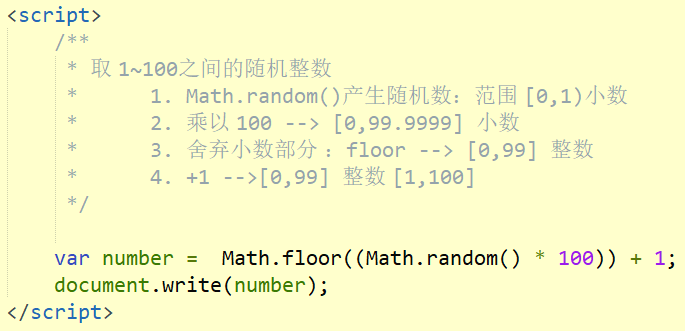 <script>
/**
* 取1~100之间的随机整数
* 1. Math.random()产生随机数：范围[0,1)小数
* 2. 乘以100 --> [0,99.9999] 小数
* 3. 舍弃小数部分：floor --> [0,99] 整数
* 4. +1 -->[0,99] 整数[1,100]
*/
var number =  Math.floor((Math.random() * 100)) + 1;
document.write(number);
</script>